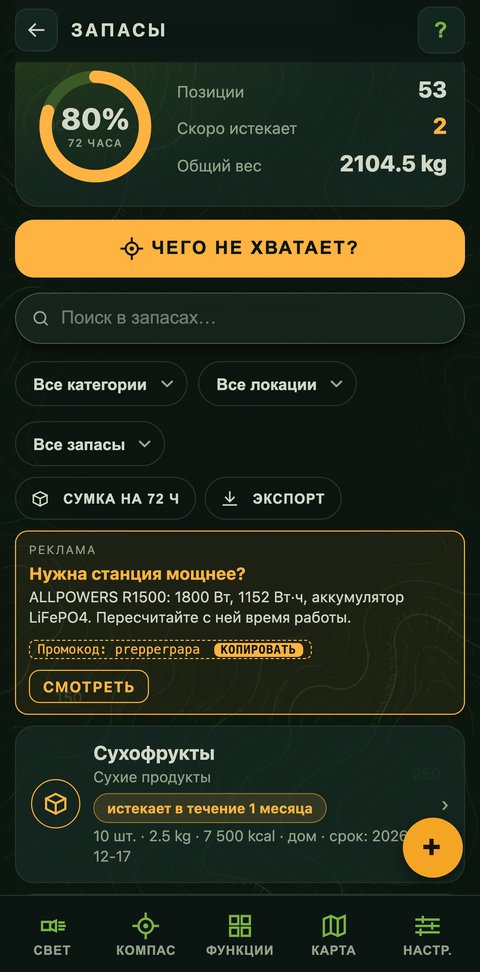 ЗАПАСЫ
?
80%
72 ЧАСА
Позиции 53
Скоро истекает 2
Общий вес 2104.5 kg
ЧЕГО НЕ ХВАТАЕТ?
Поиск в запасах...
Все категории Все локации
Все запасы
СУМКА НА 72 Ч ЭКСПОРТ
РЕКЛАМА
Нужна станция мощнее?
ALLPOWERS R1500: 1800 Вт, 1152 Вт·ч, аккумулятор
LiFePO4. Пересчитайте с ней время работы.
Промокод: prepperpapa КОПИРОВАТЬ
СМОТРЕТЬ
150
Сухофрукты
Сухие продукты
250
истекает в течение 1 месяца
10 шт. · 2.5 kg · 7 500 kcal · дом · срок: 2026
12-17
+
СВЕТ КОМПАС ФУНКЦИИ КАРТА НАСТР.